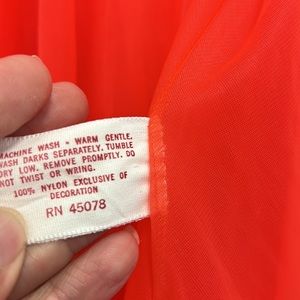 MACHINE WASH - WARM GENTLE.
WASH DARKS SEPARATELY. TUMBLE
DRY LOW. REMOVE PROMPTLY. DO
NOT TWIST OR WRING.
100% NYLON EXCLUSIVE OF
DECORATION
RN 45078